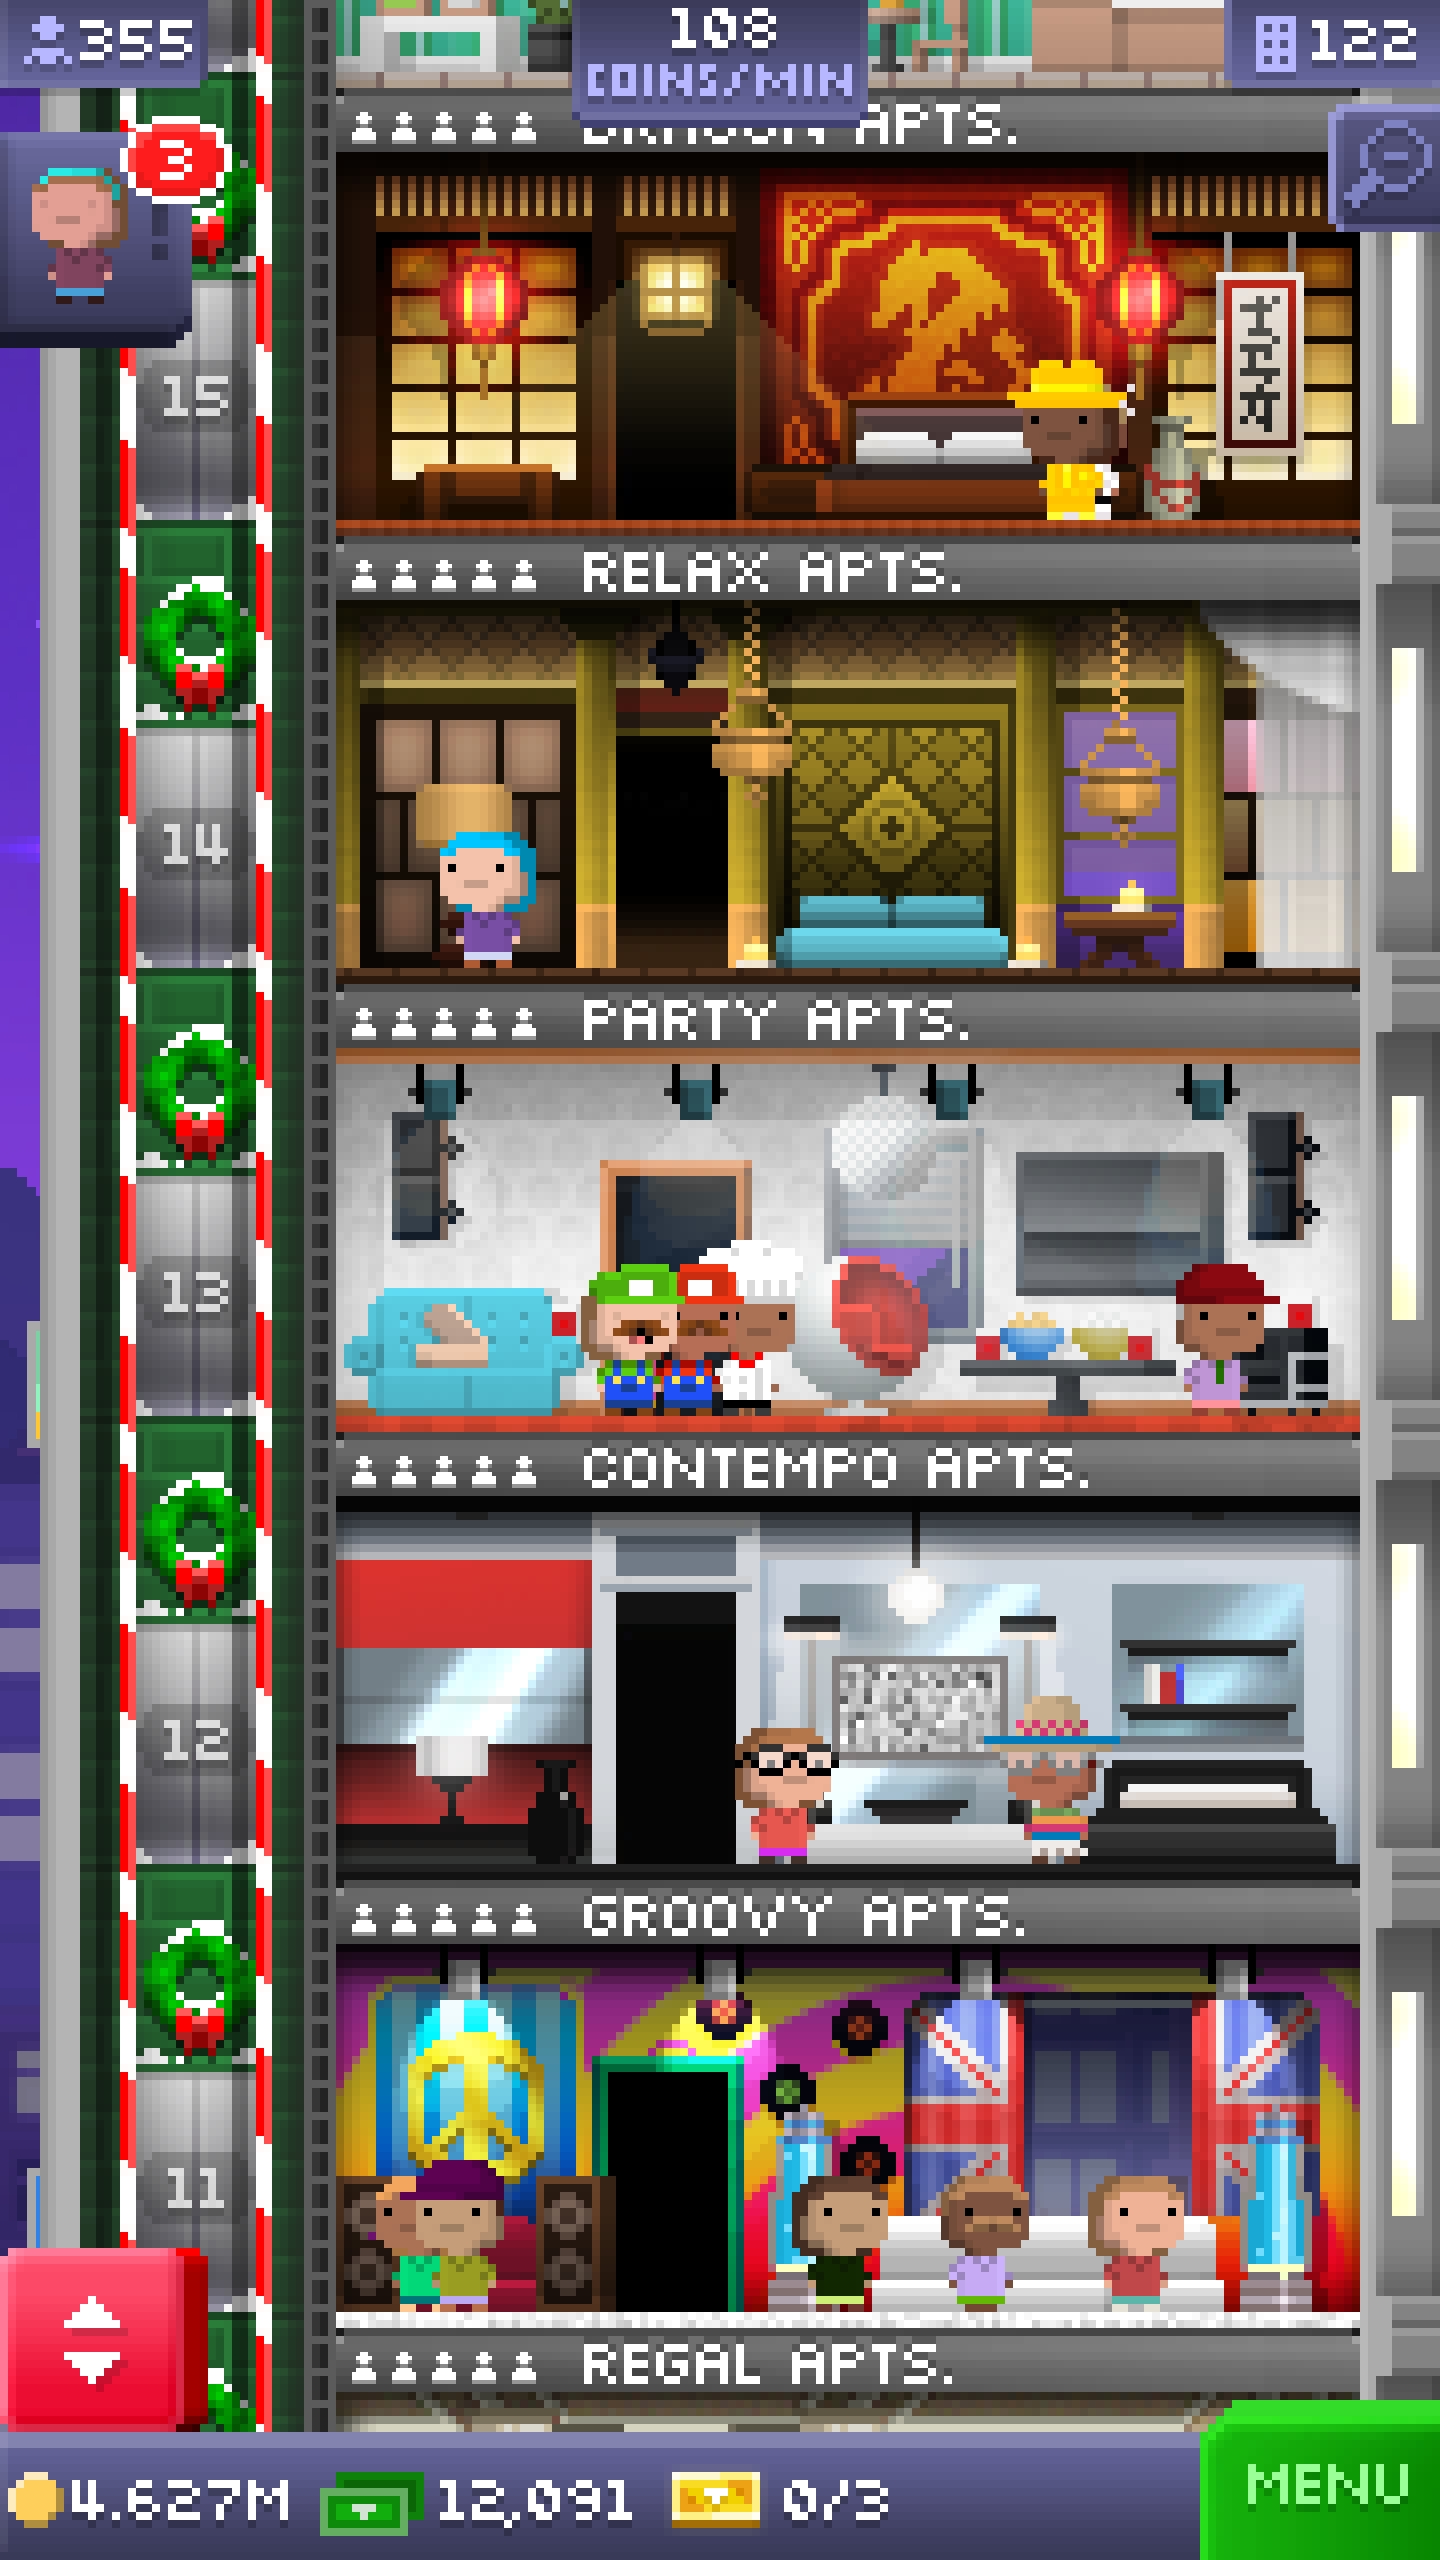 355
108
COINS/MIN
122
3
DRAGON APTS.
15
RELAX APTS.
14
PARTY APTS.
13
CONTEMPO APTS.
12
GROOVY APTS.
11
REGAL APTS.
4.627M
12,091
0/3
MENU